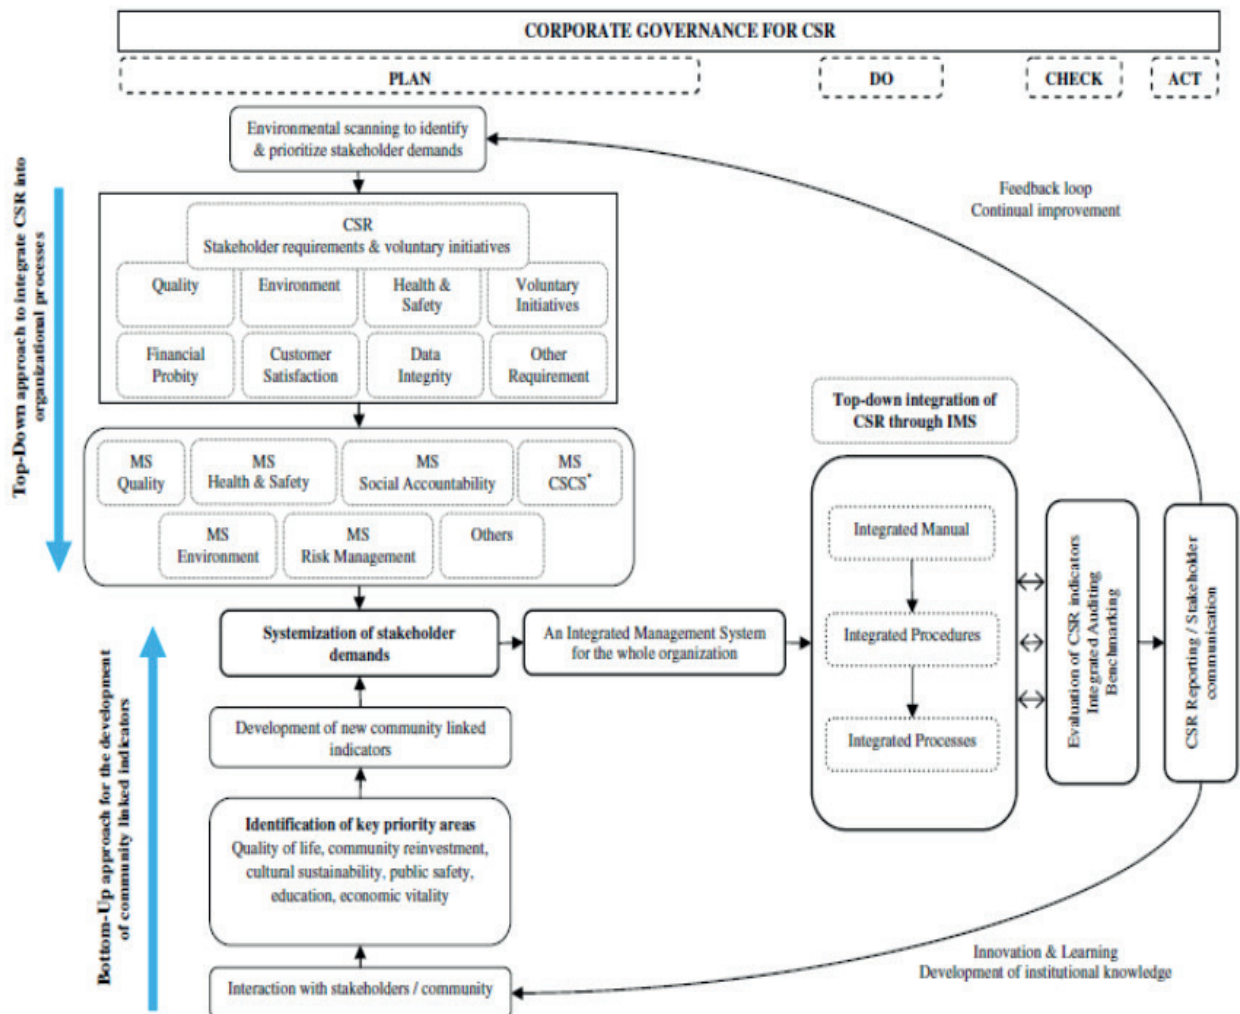 CORPORATE GOVERNANCE FOR CSR
PLAN
DO
CHECK
ACT
Environmental scanning to identify
& prioritize stakeholder demands
Feedback loop
Continual improvement
Top-Down approach to integrate CSR into
organizational processes
CSR
Stakeholder requirements & voluntary initiatives
Quality
Environment
Health &
Safety
Voluntary
Initiatives
Financial
Probity
Customer
Satisfaction
Data
Integrity
Other
Requirement
MS
Quality
MS
Health & Safety
MS
Social Accountability
MS
CSCS*
MS
Environment
MS
Risk Management
Others
Top-down integration of
CSR through IMS
Integrated Manual
Integrated Procedures
Integrated Processes
Evaluation of CSR indicators
Integrated Auditing
Benchmarking
CSR Reporting / Stakeholder
communication
Systemization of stakeholder
demands
An Integrated Management System
for the whole organization
Bottom-Up approach for the development
of community linked indicators
Development of new community linked
indicators
Identification of key priority areas
Quality of life, community reinvestment,
cultural sustainability, public safety,
education, economic vitality
Interaction with stakeholders / community
Innovation & Learning
Development of institutional knowledge